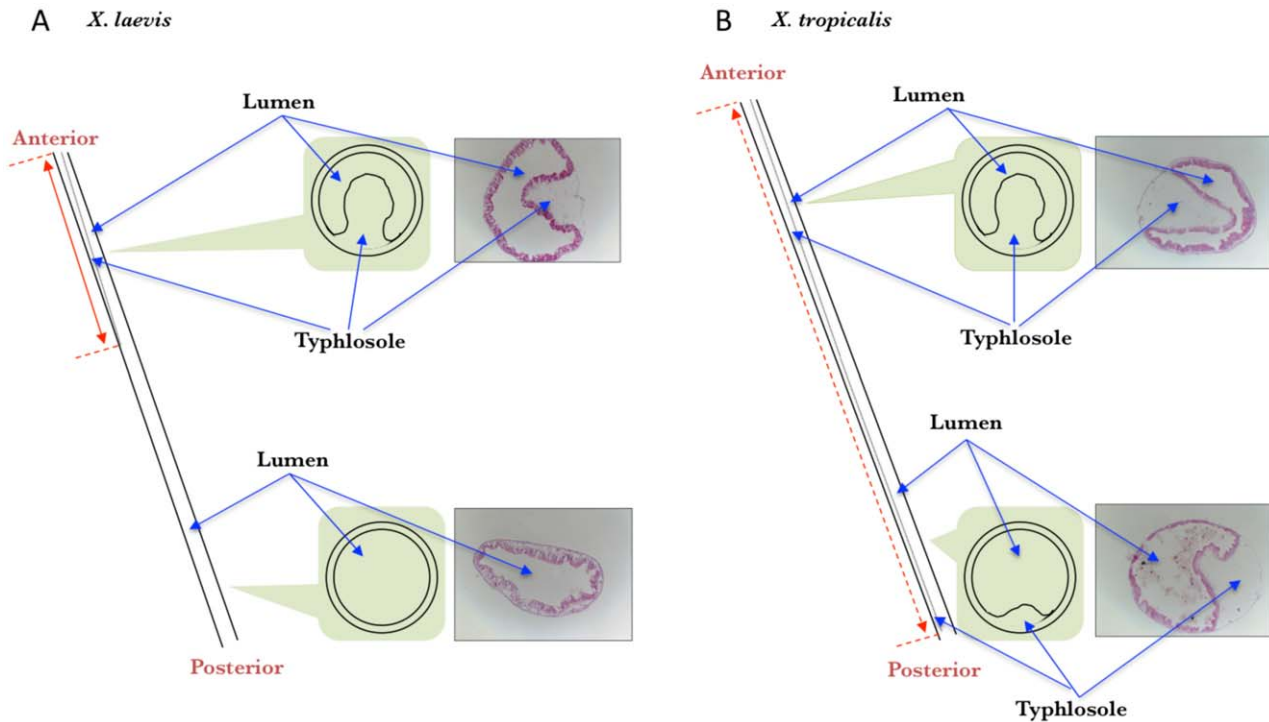 A X. laevis
Anterior
Lumen
Typhlosole
Lumen
Posterior
B X. tropicalis
Anterior
Lumen
Typhlosole
Lumen
Posterior
Typhlosole